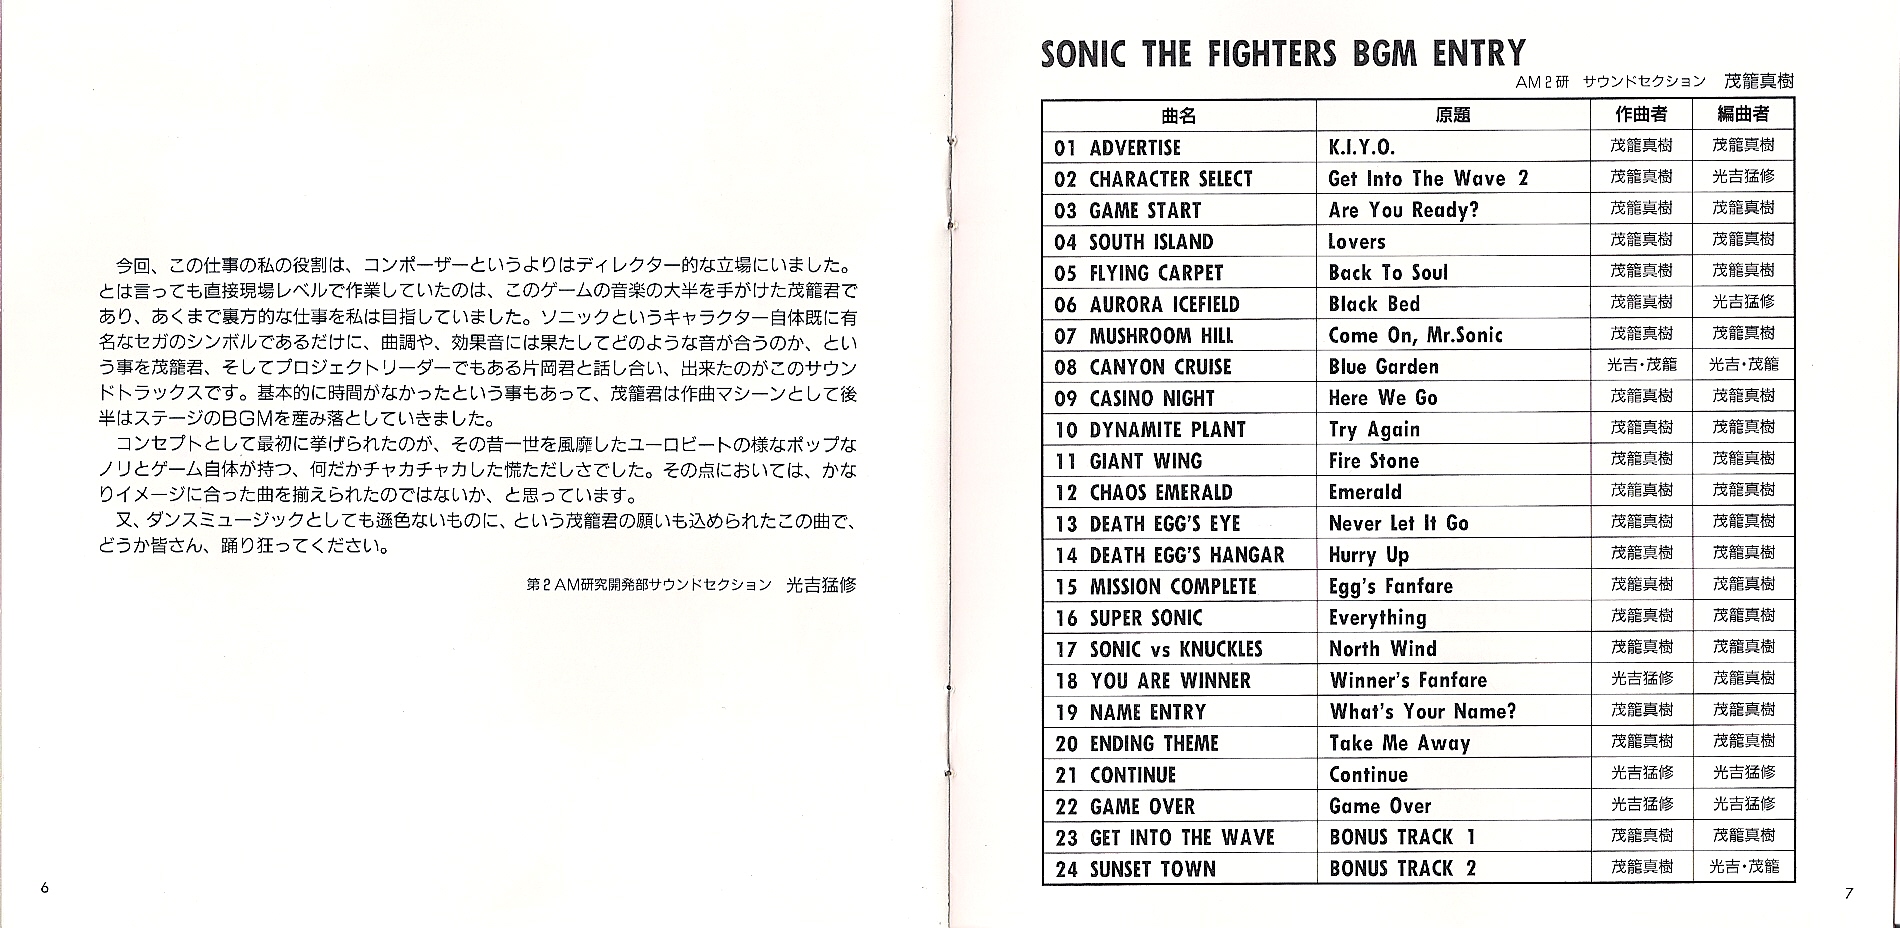 今回、この仕事の私の役割は、コンポーザーというよりはディレクター的な立場にいました。
とは言っても直接現場レベルで作業していたのは、このゲームの音楽の大半を手がけた茂籠君で
あり、あくまで裏方的な仕事を私は目指していました。ソニックというキャラクター自体既に有
名なセガのシンボルであるだけに、曲調や、効果音には果たしてどのような音が合うのか、とい
う事を茂籠君、そしてプロジェクトリーダーでもある片岡君と話し合い、出来たのがこのサウン
ドトラックスです。基本的に時間がなかったという事もあって、茂籠君は作曲マシーンとして後
半はステージのBGMを産み落としていきました。
コンセプトとして最初に挙げられたのが、その昔一世を風靡したユーロビートの様なポップな
ノリとゲーム自体が持つ、何だかチャカチャカした慌ただしさでした。その点においては、かな
りイメージに合った曲を揃えられたのではないか、と思っています。
又、ダンスミュージックとしても遜色ないものに、という茂籠君の願いも込められたこの曲で、
どうか皆さん、踊り狂ってください。
第2AM研究開発部サウンドセクション 光吉猛修
6
SONIC THE FIGHTERS BGM ENTRY
AM2研 サウンドセクション 茂籠真樹
曲名 原題 作曲者 編曲者
01 ADVERTISE K.I.Y.O. 茂籠真樹 茂籠真樹
02 CHARACTER SELECT Get Into The Wave 2 茂籠真樹 光吉猛修
03 GAME START Are You Ready? 茂籠真樹 茂籠真樹
04 SOUTH ISLAND Lovers 茂籠真樹 茂籠真樹
05 FLYING CARPET Back To Soul 茂籠真樹 茂籠真樹
06 AURORA ICEFIELD Black Bed 茂籠真樹 光吉猛修
07 MUSHROOM HILL Come On, Mr.Sonic 茂籠真樹 茂籠真樹
08 CANYON CRUISE Blue Garden 光吉・茂籠 光吉・茂籠
09 CASINO NIGHT Here We Go 茂籠真樹 茂籠真樹
10 DYNAMITE PLANT Try Again 茂籠真樹 茂籠真樹
11 GIANT WING Fire Stone 茂籠真樹 茂籠真樹
12 CHAOS EMERALD Emerald 茂籠真樹 茂籠真樹
13 DEATH EGG'S EYE Never Let It Go 茂籠真樹 茂籠真樹
14 DEATH EGG'S HANGAR Hurry Up 茂籠真樹 茂籠真樹
15 MISSION COMPLETE Egg's Fanfare 茂籠真樹 茂籠真樹
16 SUPER SONIC Everything 茂籠真樹 茂籠真樹
17 SONIC vs KNUCKLES North Wind 茂籠真樹 茂籠真樹
18 YOU ARE WINNER Winner's Fanfare 光吉猛修 茂籠真樹
19 NAME ENTRY What's Your Name? 茂籠真樹 茂籠真樹
20 ENDING THEME Take Me Away 茂籠真樹 茂籠真樹
21 CONTINUE Continue 光吉猛修 光吉猛修
22 GAME OVER Game Over 光吉猛修 光吉猛修
23 GET INTO THE WAVE BONUS TRACK 1 茂籠真樹 茂籠真樹
24 SUNSET TOWN BONUS TRACK 2 茂籠真樹 光吉・茂籠
7